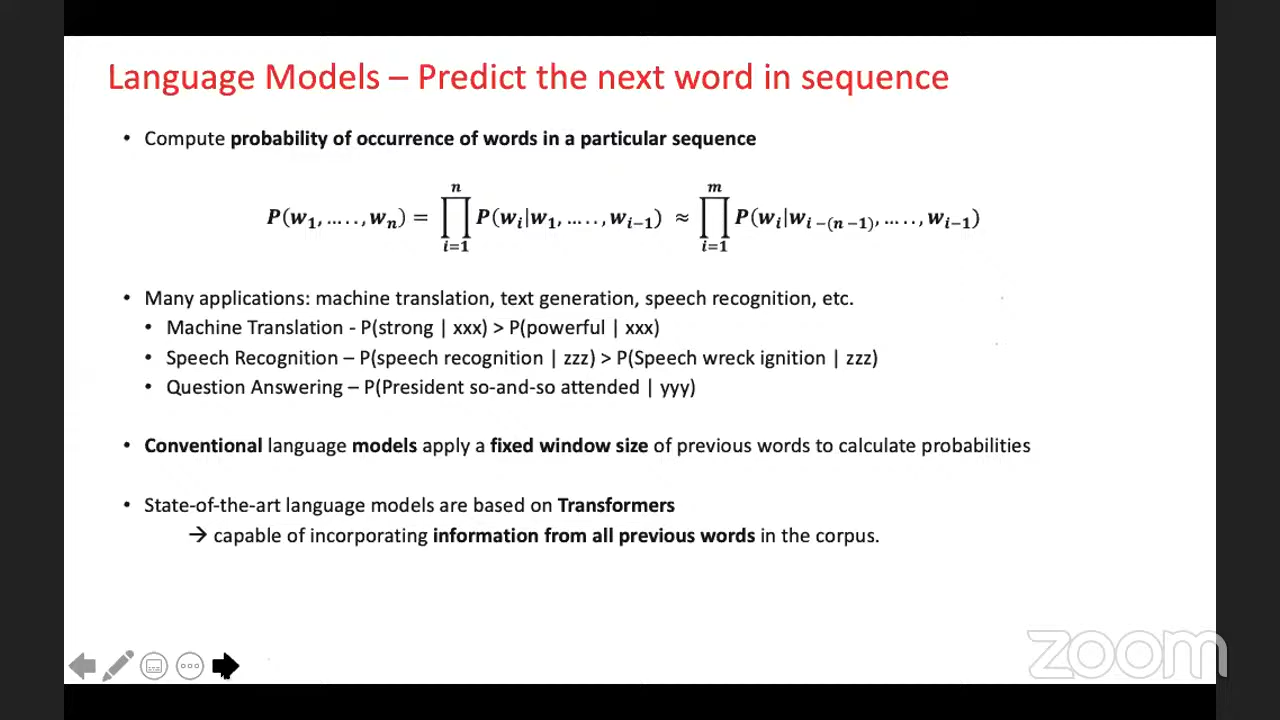 Language Models – Predict the next word in sequence
• Compute probability of occurrence of words in a particular sequence
P(w₁, ….., wₙ) = ∏ⁿᵢ₌₁ P(wᵢ|w₁, ….., wᵢ₋₁) ≈ ∏ᵐᵢ₌₁ P(wᵢ|wᵢ₋₍ₙ₋₁₎, ….., wᵢ₋₁)
• Many applications: machine translation, text generation, speech recognition, etc.
• Machine Translation - P(strong | xxx) > P(powerful | xxx)
• Speech Recognition – P(speech recognition | zzz) > P(Speech wreck ignition | zzz)
• Question Answering – P(President so-and-so attended | yyy)
• Conventional language models apply a fixed window size of previous words to calculate probabilities
• State-of-the-art language models are based on Transformers
→ capable of incorporating information from all previous words in the corpus.
zoom